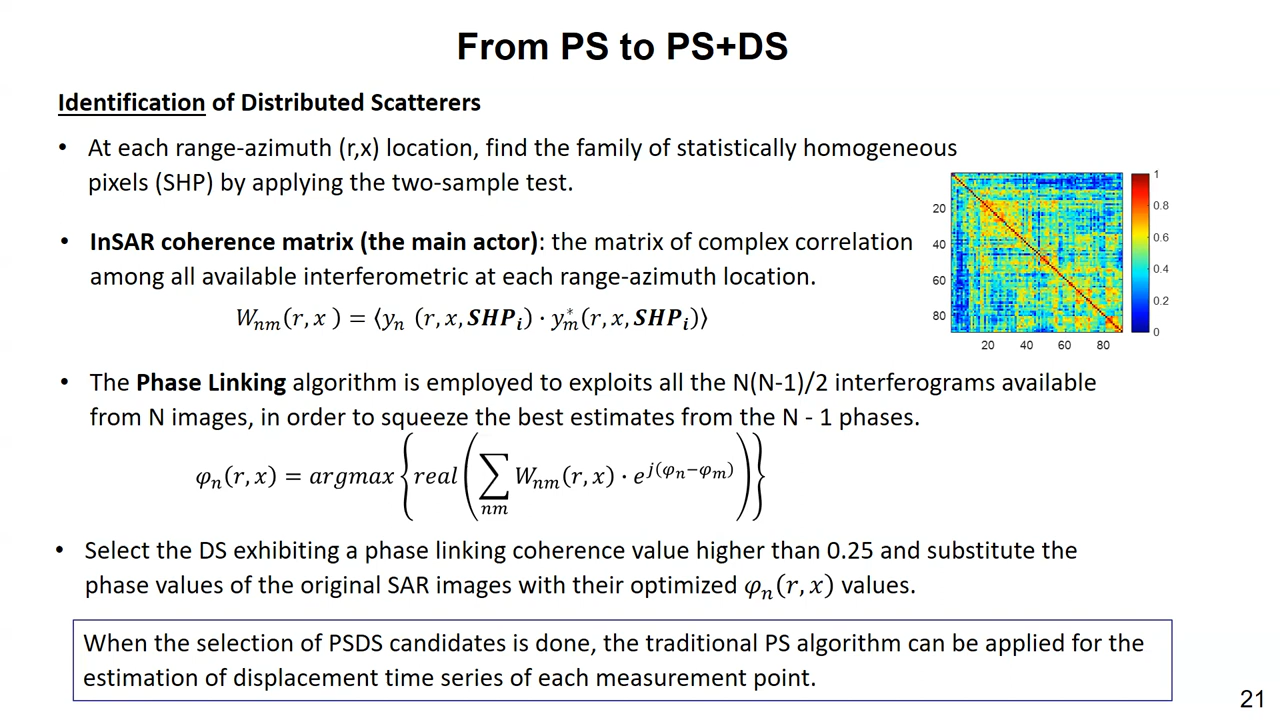 From PS to PS+DS
Identification of Distributed Scatterers
• At each range-azimuth (r,x) location, find the family of statistically homogeneous
pixels (SHP) by applying the two-sample test.
• InSAR coherence matrix (the main actor): the matrix of complex correlation
among all available interferometric at each range-azimuth location.
W_{nm}(r, x ) = ⟨y_n (r, x, SHP_i) · y_m^*(r, x, SHP_i)⟩
20
40
60
80
20 40 60 80
1
0.8
0.6
0.4
0.2
0
• The Phase Linking algorithm is employed to exploits all the N(N-1)/2 interferograms available
from N images, in order to squeeze the best estimates from the N - 1 phases.
φ_n(r, x) = argmax {real (∑_{nm} W_{nm}(r, x) · e^{j(φ_n−φ_m)})}
• Select the DS exhibiting a phase linking coherence value higher than 0.25 and substitute the
phase values of the original SAR images with their optimized φ_n(r, x) values.
When the selection of PSDS candidates is done, the traditional PS algorithm can be applied for the
estimation of displacement time series of each measurement point.
21